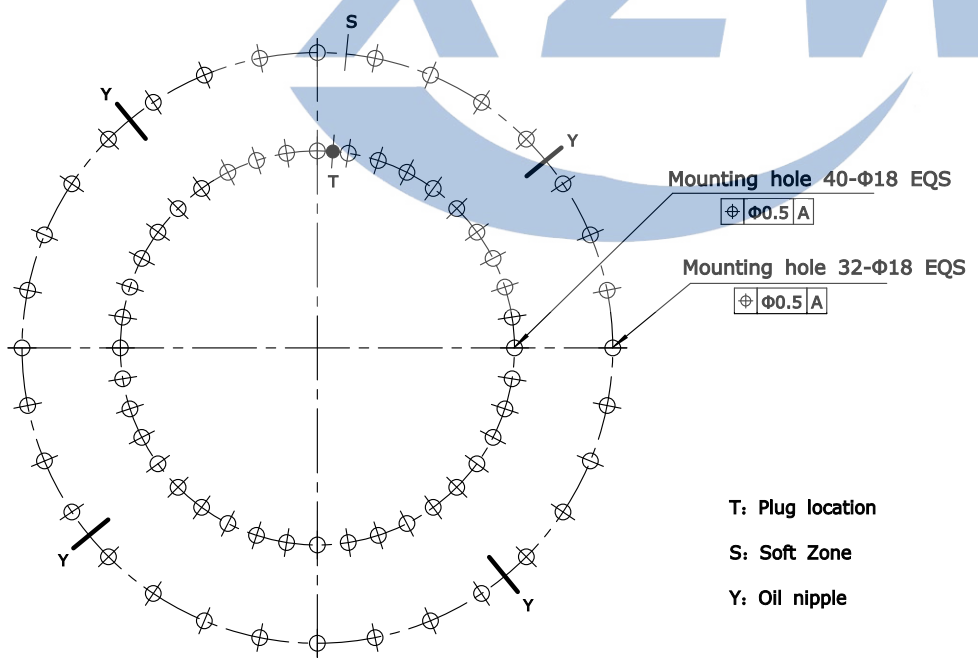 S
Y
Y
T
Mounting hole 40-Φ18 EQS
⌖ Φ0.5 A
Mounting hole 32-Φ18 EQS
⌖ Φ0.5 A
T: Plug location
S: Soft Zone
Y: Oil nipple
Y
Y